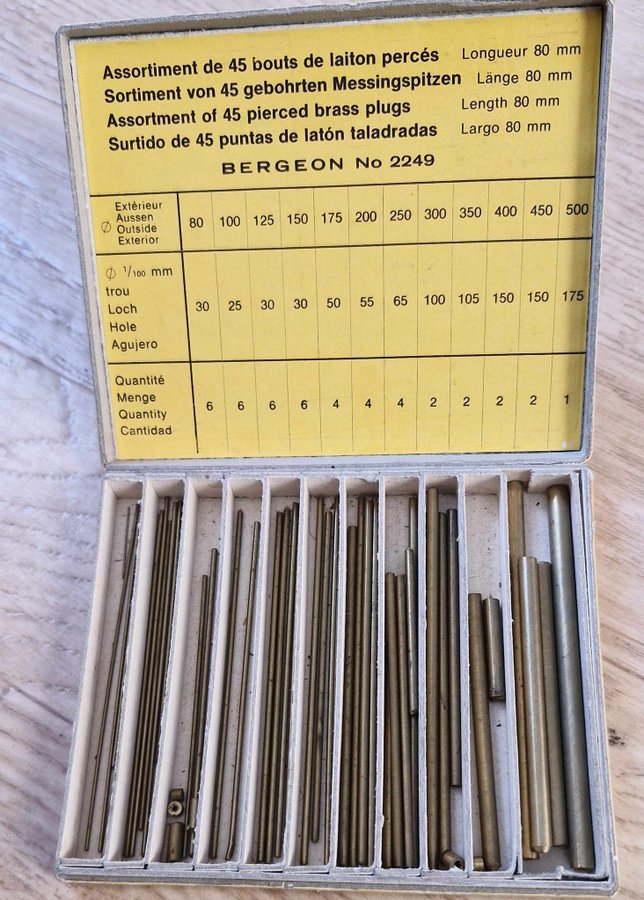 Assortiment de 45 bouts de laiton percés Longueur 80 mm
Sortiment von 45 gebohrten Messingspitzen Länge 80 mm
Assortment of 45 pierced brass plugs Length 80 mm
Surtido de 45 puntas de latón taladradas Largo 80 mm
BERGEON No 2249
Extérieur
Aussen
Ø Outside
Exterior
80 100 125 150 175 200 250 300 350 400 450 500
Ø 1/100 mm
trou
Loch
Hole
Agujero
30 25 30 30 50 55 65 100 105 150 150 175
Quantité
Menge
Quantity
Cantidad
6 6 6 6 4 4 4 2 2 2 2 1